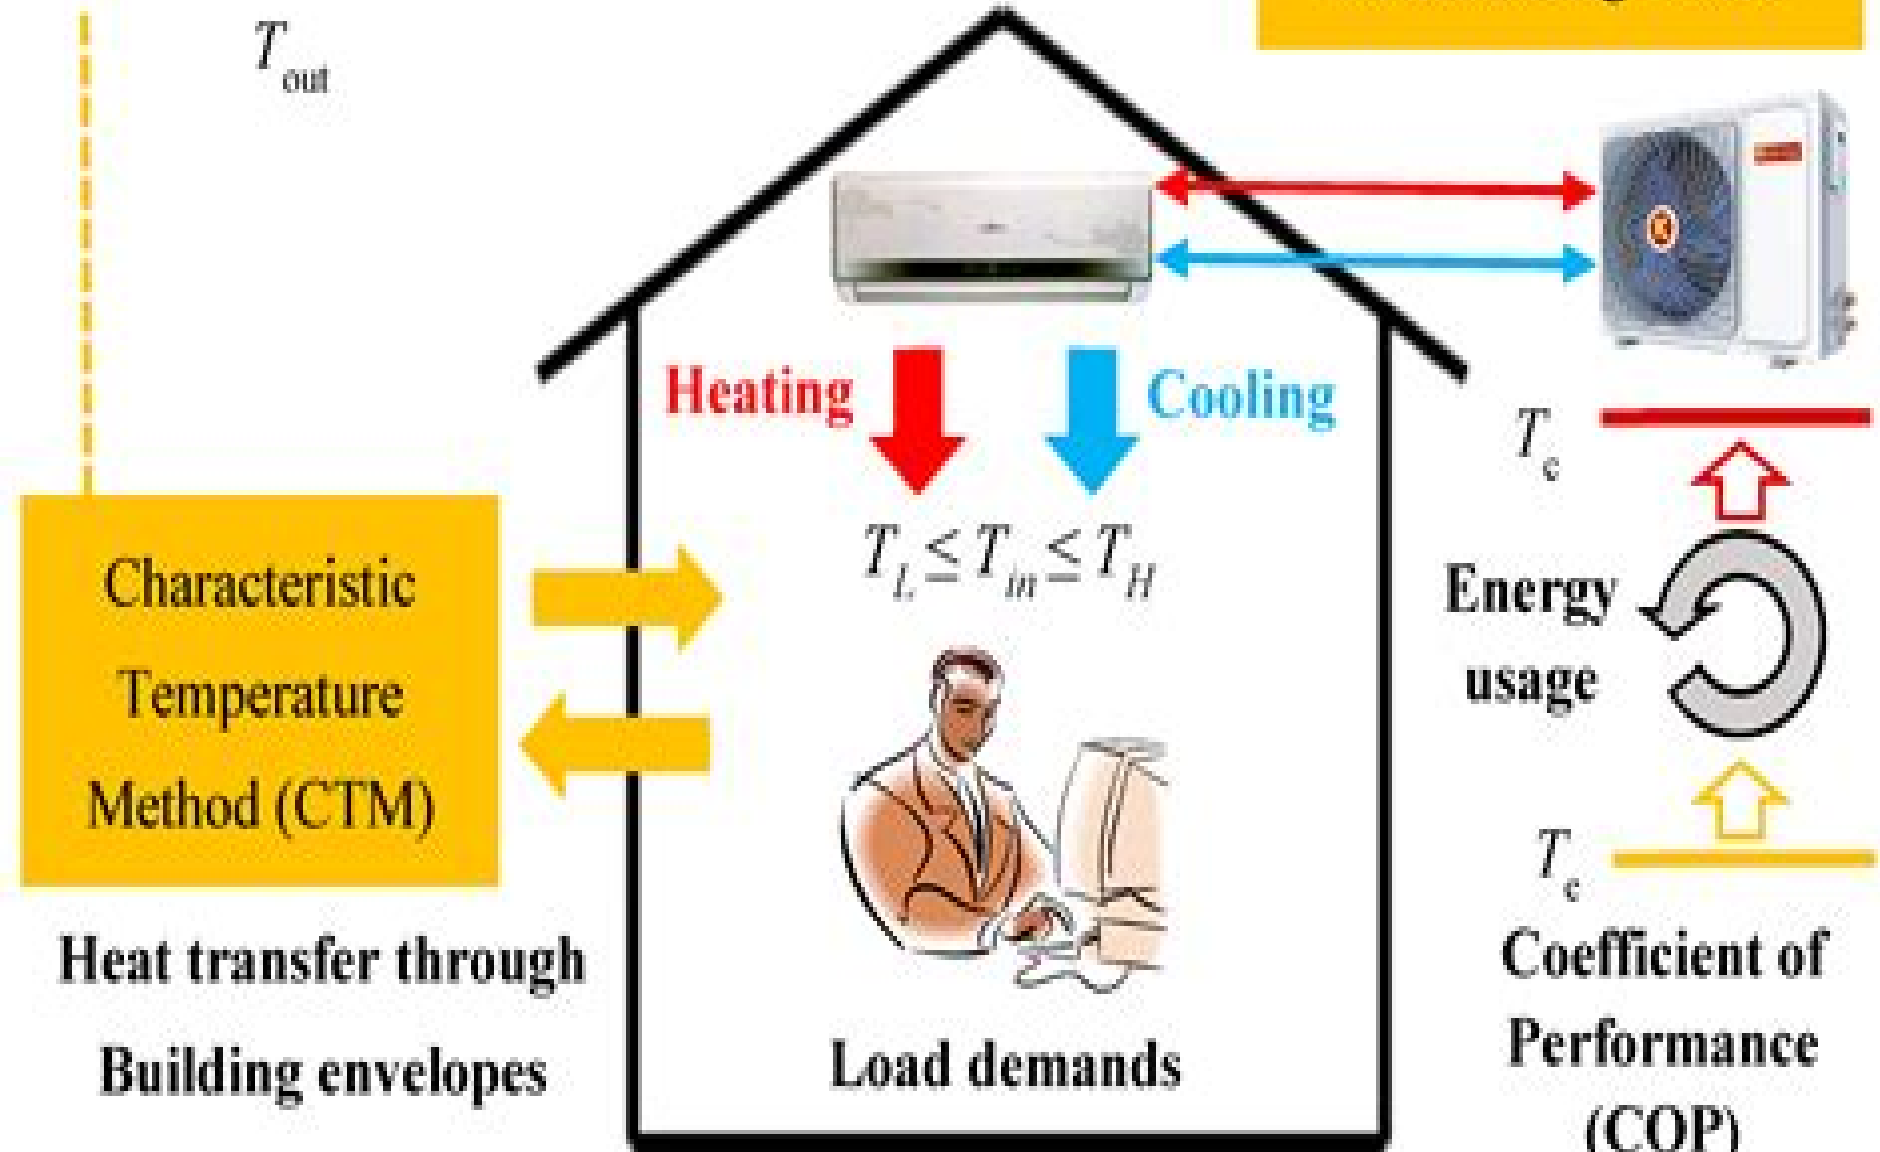 T_out
Heating
Cooling
T_c
T_L ≤ T_in ≤ T_H
Characteristic
Temperature
Method (CTM)
Energy
usage
T_c
Heat transfer through
Building envelopes
Load demands
Coefficient of
Performance
(COP)